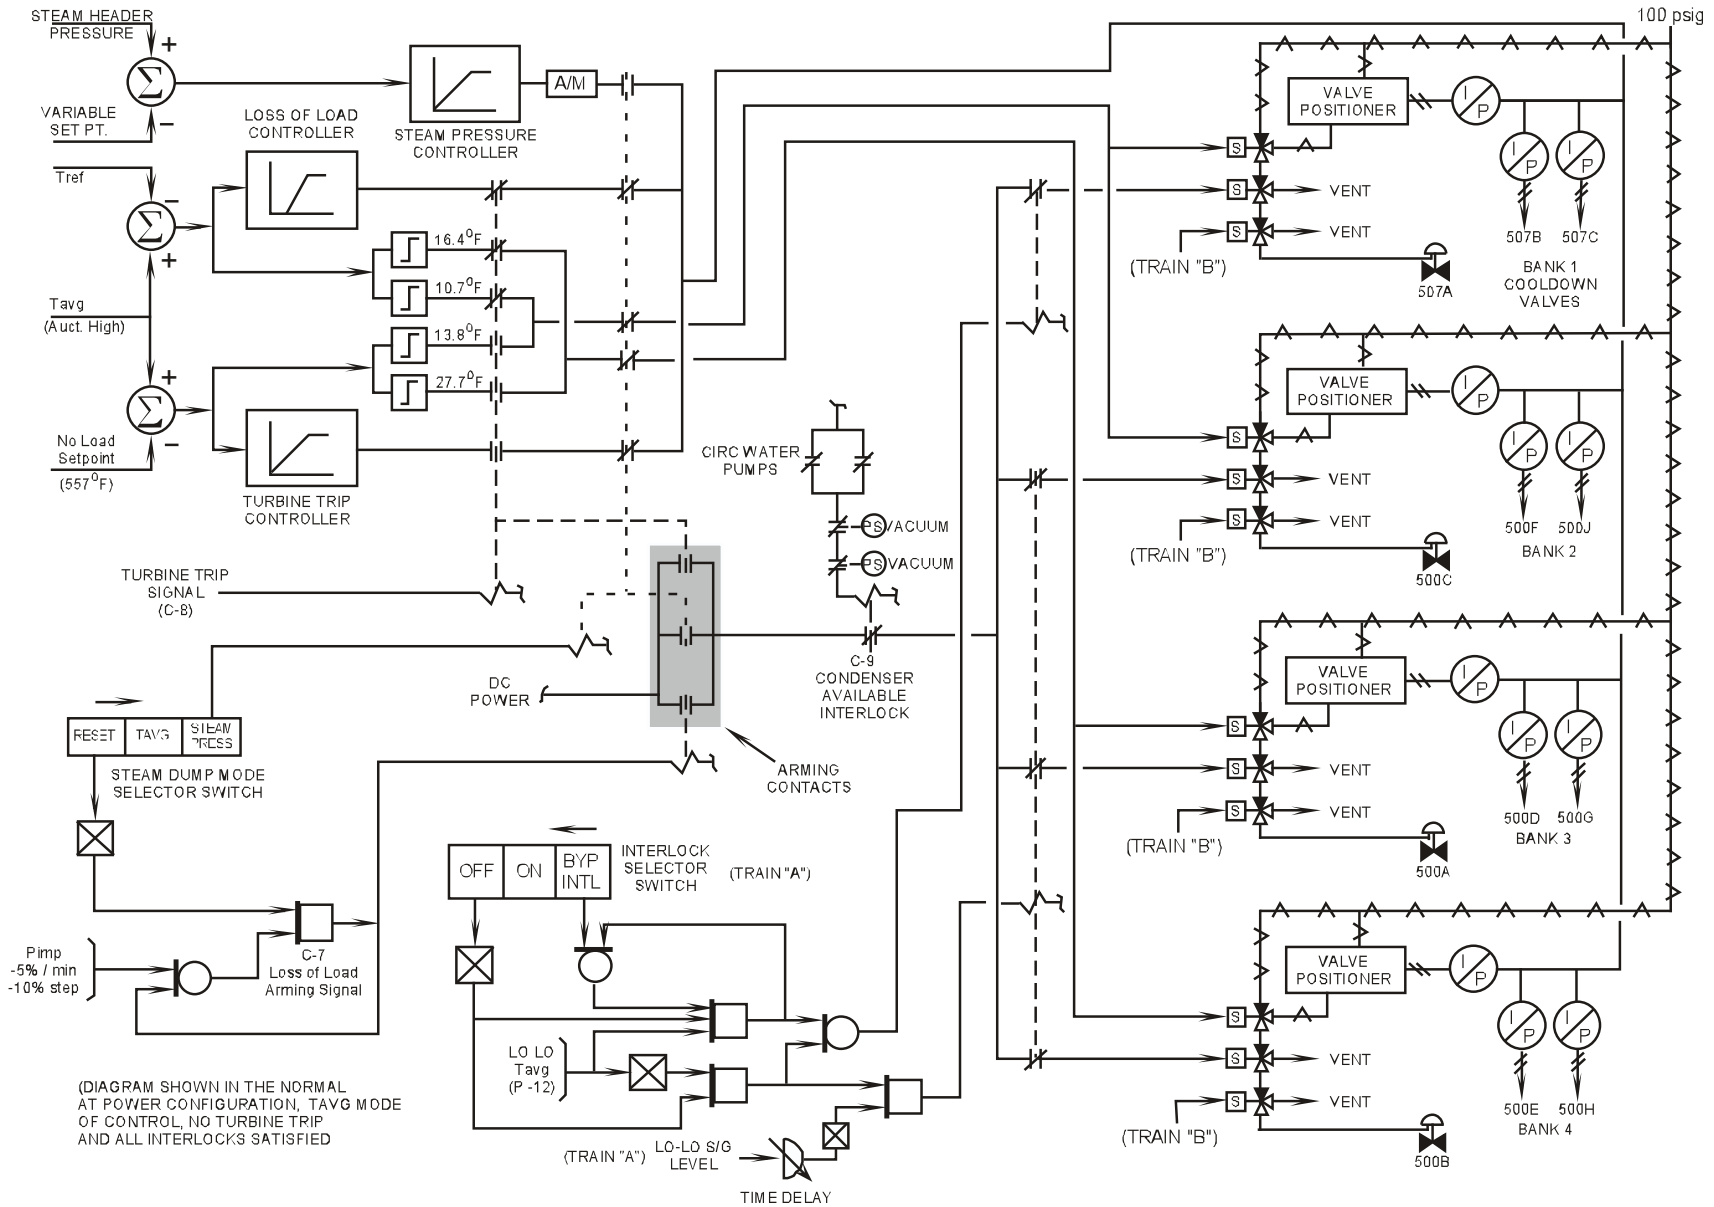 STEAM HEADER
PRESSURE
+
Σ
−
VARIABLE
SET PT.
LOSS OF LOAD
CONTROLLER
STEAM PRESSURE
CONTROLLER
A/M
Tref
−
Σ
+
Tavg
(Auct. High)
16.4°F
10.7°F
13.8°F
27.7°F
+
Σ
−
No Load
Setpoint
(557°F)
TURBINE TRIP
CONTROLLER
CIRC WATER
PUMPS
PS VACUUM
PS VACUUM
TURBINE TRIP
SIGNAL
(C-8)
DC
POWER
C-9
CONDENSER
AVAILABLE
INTERLOCK
ARMING
CONTACTS
RESET TAVG STEAM
PRESS
STEAM DUMP MODE
SELECTOR SWITCH
OFF ON BYP
INTL
INTERLOCK
SELECTOR
SWITCH
(TRAIN "A")
Pimp
-5% / min
-10% step
C-7
Loss of Load
Arming Signal
LO LO
Tavg
(P -12)
(DIAGRAM SHOWN IN THE NORMAL
AT POWER CONFIGURATION, TAVG MODE
OF CONTROL, NO TURBINE TRIP
AND ALL INTERLOCKS SATISFIED
(TRAIN "A")
LO-LO S/G
LEVEL
TIME DELAY
100 psig
VALVE
POSITIONER
I
P
I
P
I
P
S
S VENT
S VENT
(TRAIN "B")
507A
507B 507C
BANK 1
COOLDOWN
VALVES
VALVE
POSITIONER
I
P
I
P
I
P
S
S VENT
S VENT
(TRAIN "B")
500C
500F 500J
BANK 2
VALVE
POSITIONER
I
P
I
P
I
P
S
S VENT
S VENT
(TRAIN "B")
500A
500D 500G
BANK 3
VALVE
POSITIONER
I
P
I
P
I
P
S
S VENT
S VENT
(TRAIN "B")
500B
500E 500H
BANK 4